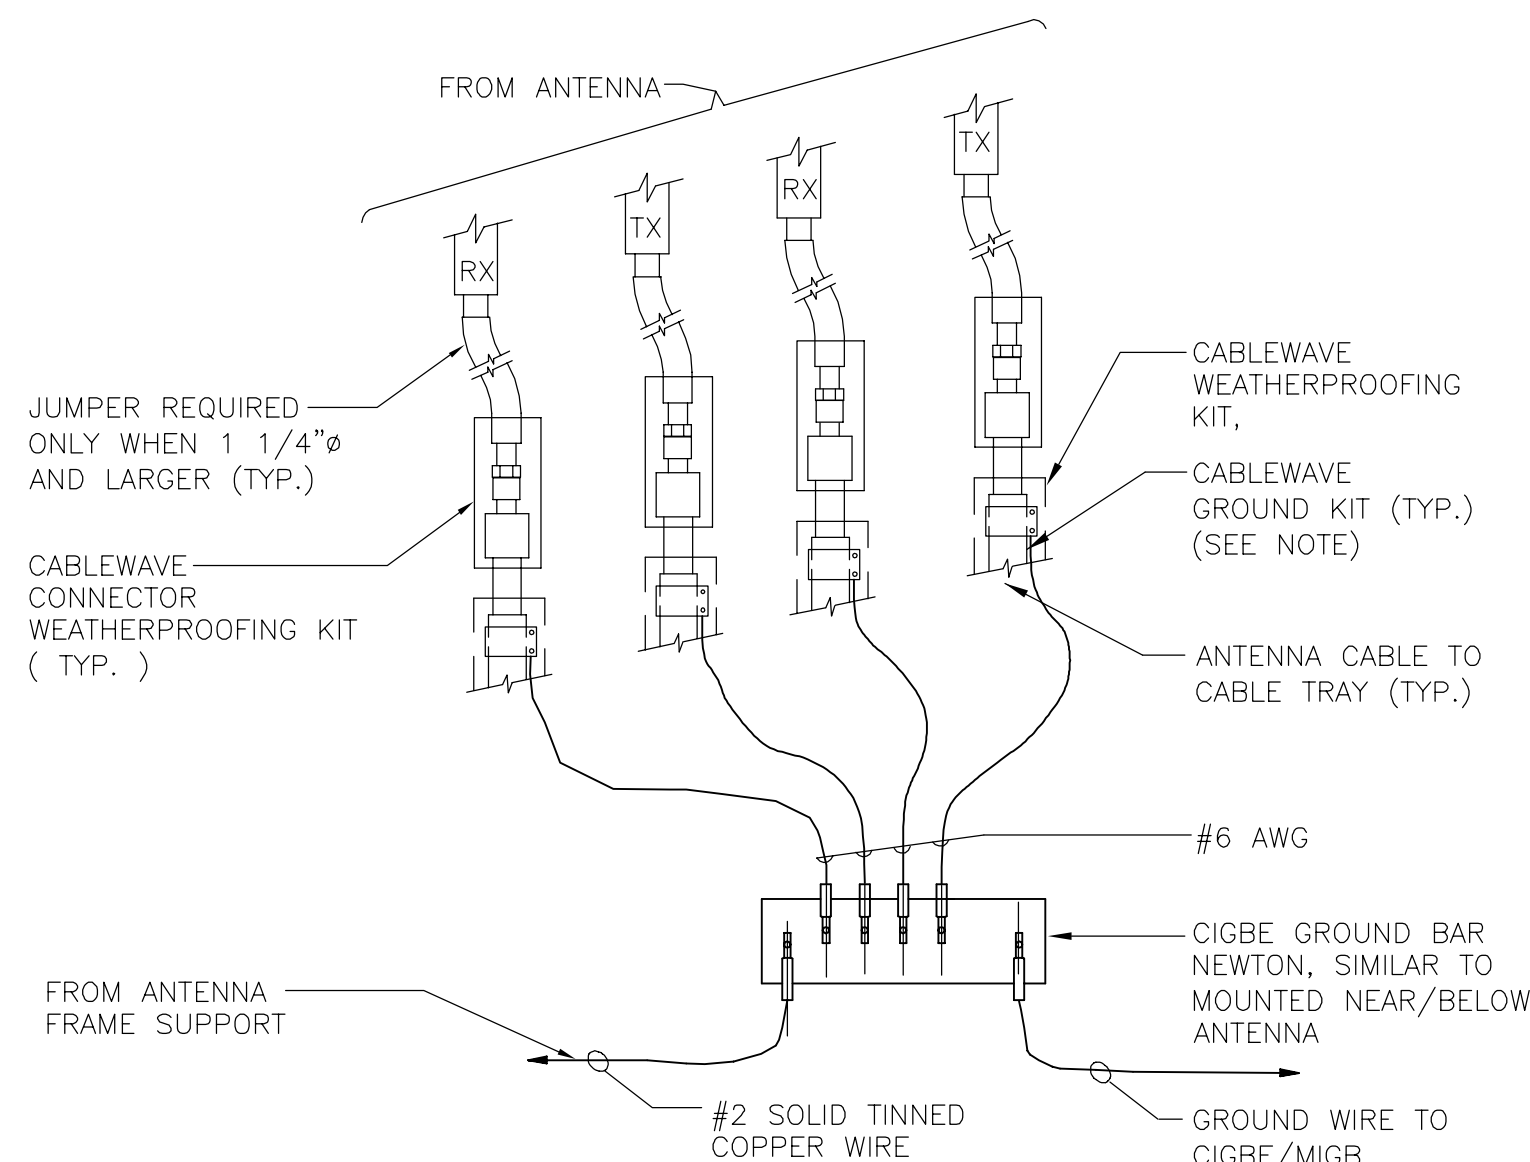 FROM ANTENNA
TX
RX
TX
RX
JUMPER REQUIRED
ONLY WHEN 1 1/4"ø
AND LARGER (TYP.)
CABLEWAVE
CONNECTOR
WEATHERPROOFING KIT
( TYP. )
CABLEWAVE
WEATHERPROOFING
KIT,
CABLEWAVE
GROUND KIT (TYP.)
(SEE NOTE)
ANTENNA CABLE TO
CABLE TRAY (TYP.)
#6 AWG
CIGBE GROUND BAR
NEWTON, SIMILAR TO
MOUNTED NEAR/BELOW
ANTENNA
FROM ANTENNA
FRAME SUPPORT
#2 SOLID TINNED
COPPER WIRE
GROUND WIRE TO
CIGBE/MIGB